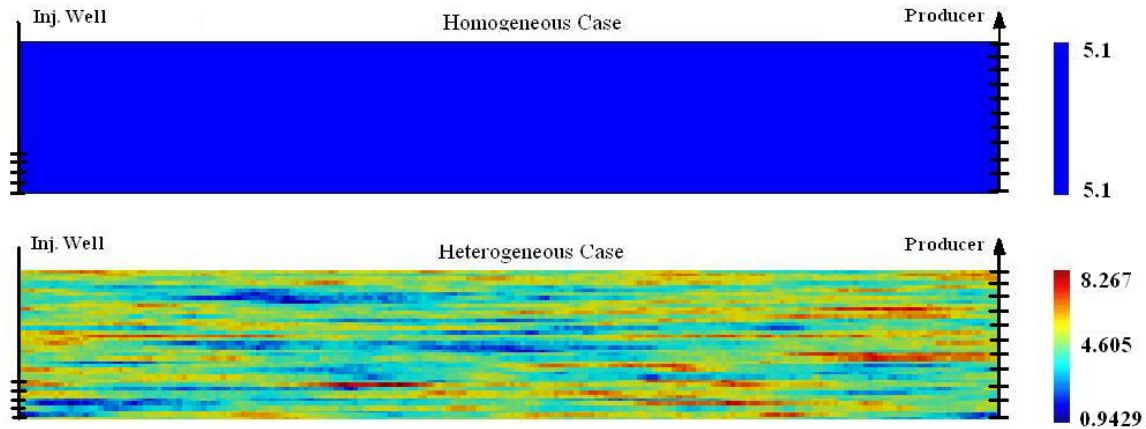 Inj. Well
Homogeneous Case
Producer
5.1
5.1
Inj. Well
Heterogeneous Case
Producer
8.267
4.605
0.9429